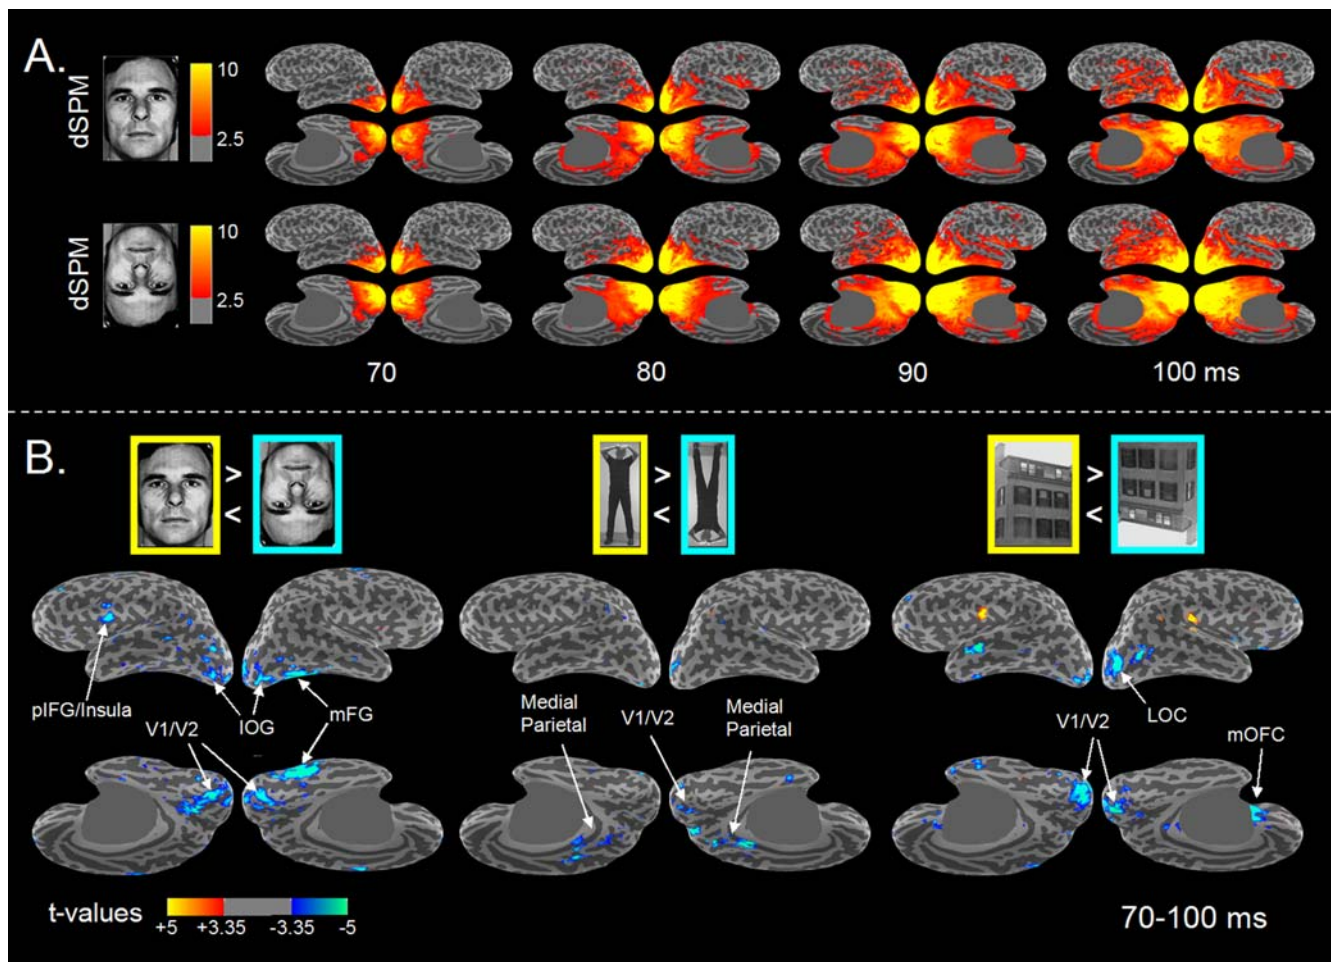 A.
dSPM
10
2.5
dSPM
10
2.5
70
80
90
100 ms
B.
>
<
>
<
>
<
pIFG/Insula
V1/V2
IOG
mFG
Medial
Parietal
V1/V2
Medial
Parietal
V1/V2
LOC
mOFC
t-values
+5
+3.35
-3.35
-5
70-100 ms